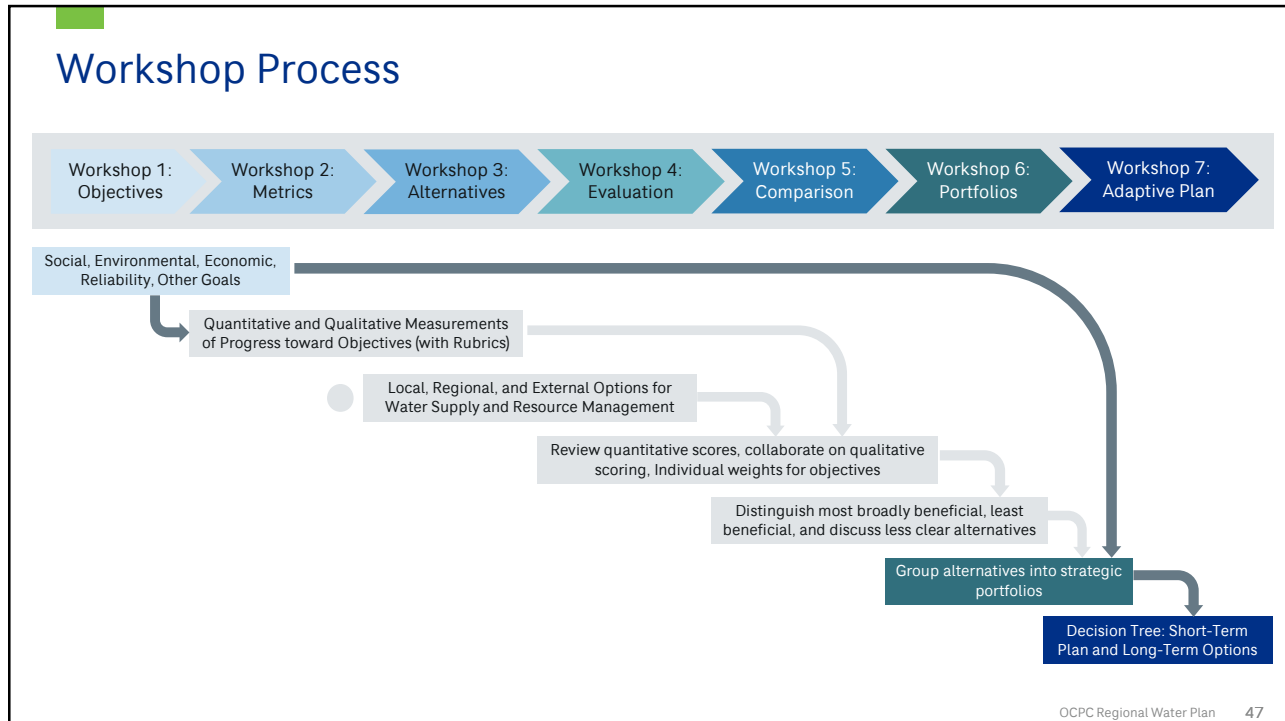 Workshop Process
Workshop 1:
Objectives
Workshop 2:
Metrics
Workshop 3:
Alternatives
Workshop 4:
Evaluation
Workshop 5:
Comparison
Workshop 6:
Portfolios
Workshop 7:
Adaptive Plan
Social, Environmental, Economic,
Reliability, Other Goals
Quantitative and Qualitative Measurements
of Progress toward Objectives (with Rubrics)
Local, Regional, and External Options for
Water Supply and Resource Management
Review quantitative scores, collaborate on qualitative
scoring, Individual weights for objectives
Distinguish most broadly beneficial, least
beneficial, and discuss less clear alternatives
Group alternatives into strategic
portfolios
Decision Tree: Short-Term
Plan and Long-Term Options
OCPC Regional Water Plan 47